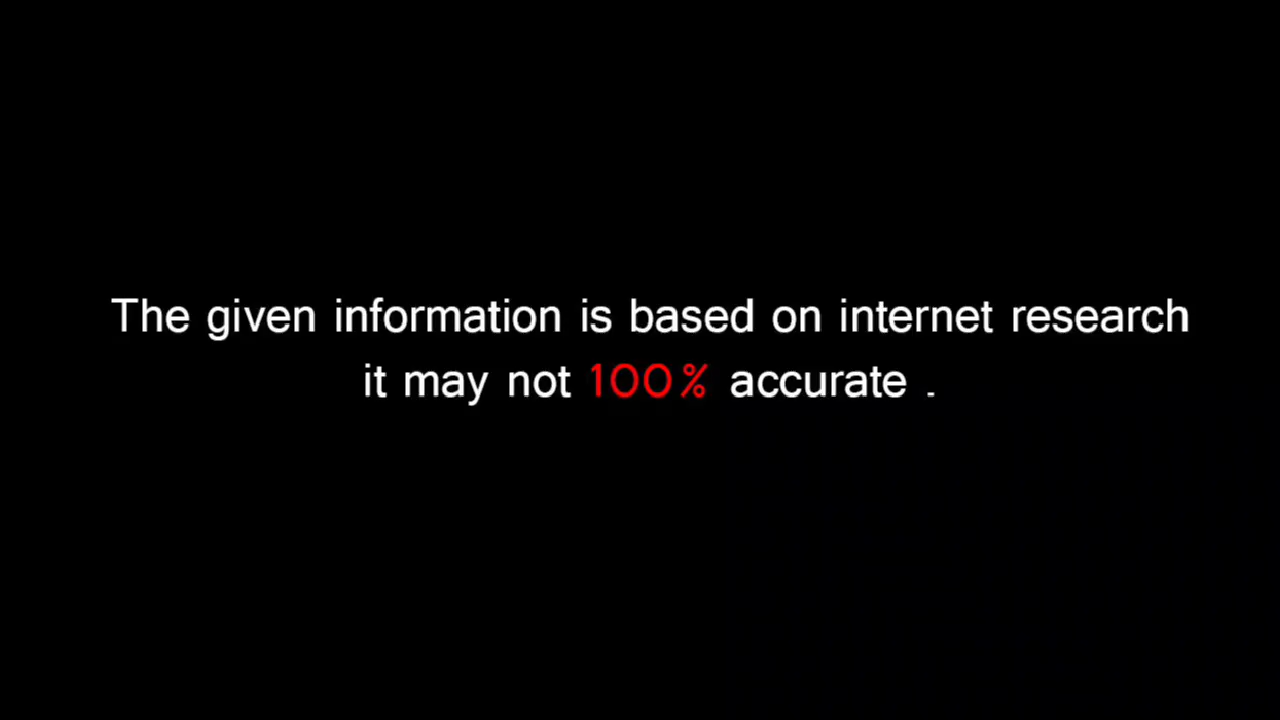 The given information is based on internet research
it may not 100% accurate .